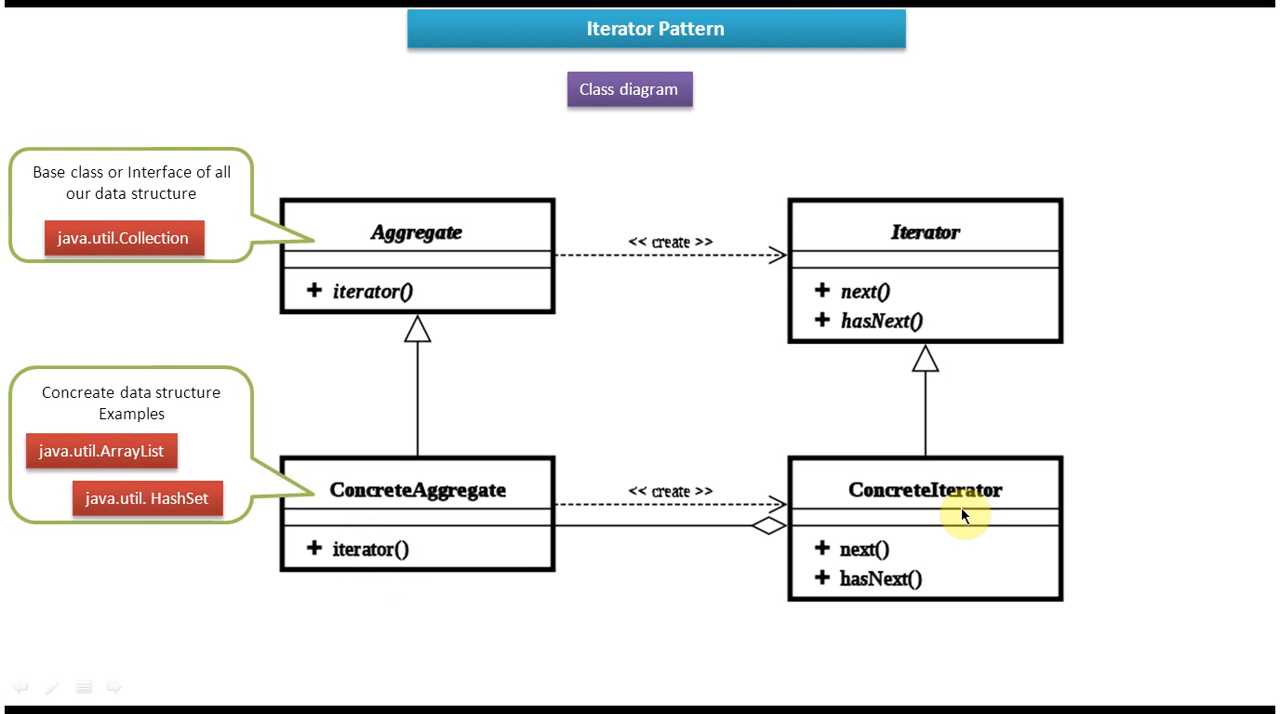 Iterator Pattern
Class diagram
Base class or Interface of all
our data structure
java.util.Collection
Aggregate
+ iterator()
<< create >>
Iterator
+ next()
+ hasNext()
Concreate data structure
Examples
java.util.ArrayList
java.util. HashSet
ConcreteAggregate
+ iterator()
<< create >>
ConcreteIterator
+ next()
+ hasNext()